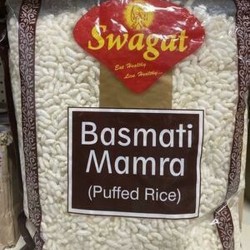 Swagat
Eat Healthy
Live Healthy
Basmati
Mamra
(Puffed Rice)